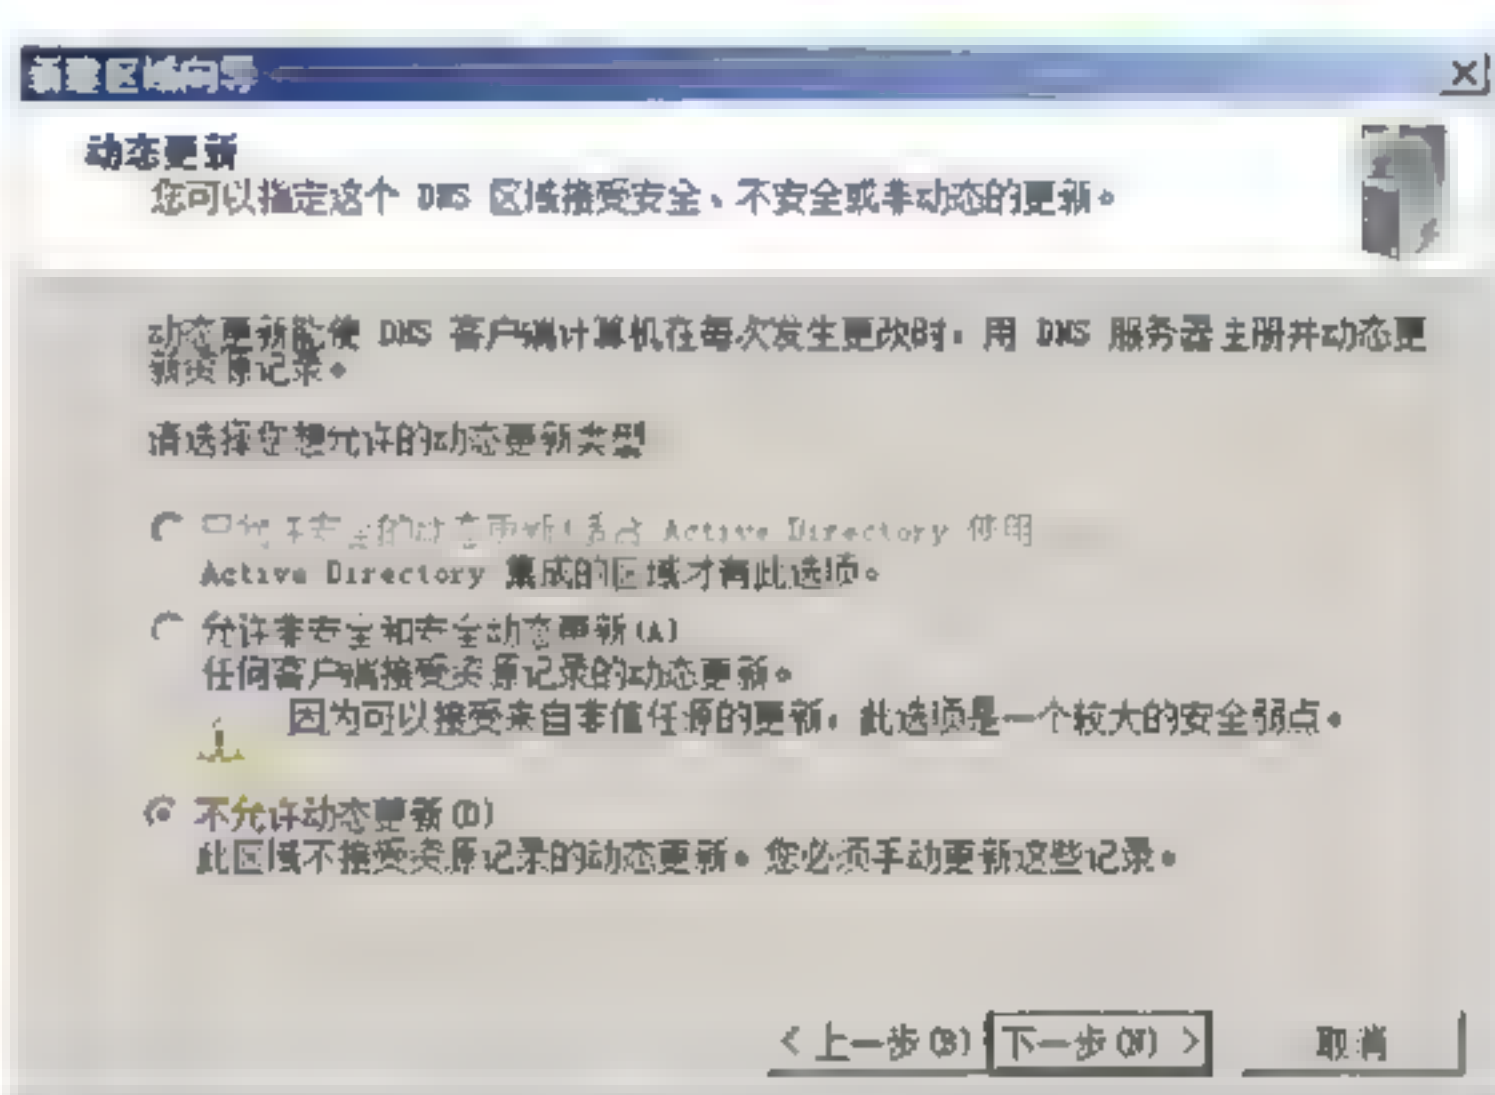 新建区域向导
动态更新
您可以指定这个 DNS 区域接受安全、不安全或非动态的更新。
动态更新能使 DNS 客户端计算机在每次发生更改时，用 DNS 服务器注册并动态更
新资源记录。
请选择您想允许的动态更新类型
安全的动态更新 Active Directory 使用
Active Directory 集成的区域才有此选项。
允许非安全和安全动态更新(A)
任何客户端接受资源记录的动态更新。
因为可以接受来自非信任源的更新，此选项是一个较大的安全弱点。
不允许动态更新(D)
此区域不接受资源记录的动态更新。您必须手动更新这些记录。
< 上一步(B) 下一步(N) > 取消